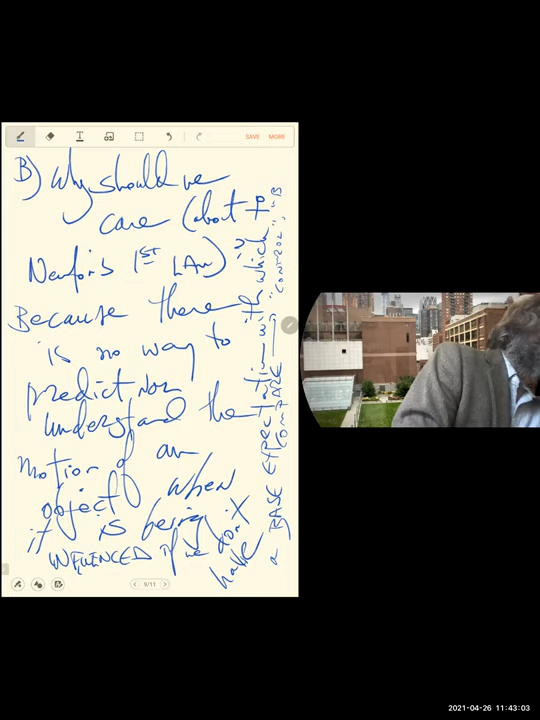 SAVE MORE
B) Why should we
care (about
Newton's 1ST LAW)?
Because there
is no way to
predict nor
understand the
motion of an
object when
it is being
INFLUENCED if we don't
have
a BASE EXPECTATION with which
COMPARE "CONTROL"
9/11
2021-04-26 11:43:03